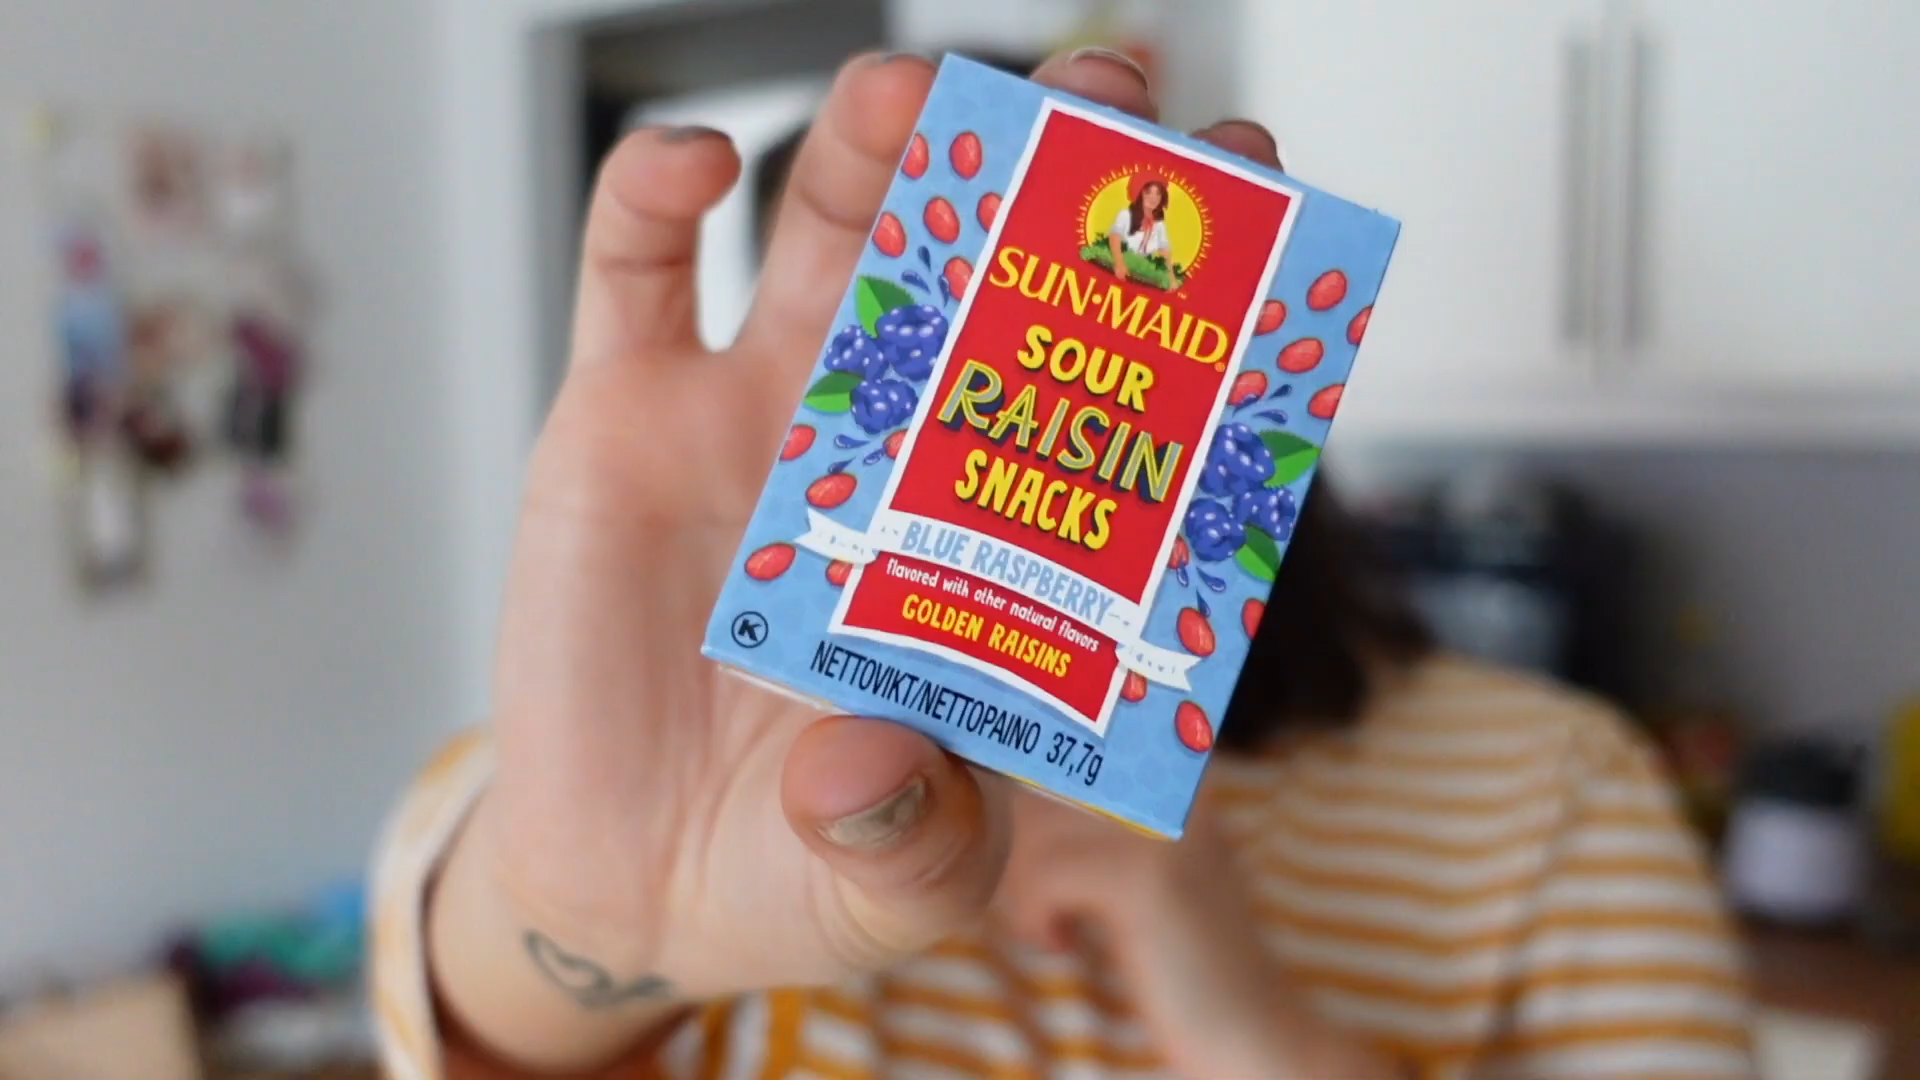 SUN-MAID®
SOUR
RAISIN
SNACKS
BLUE RASPBERRY
flavored with other natural flavors
GOLDEN RAISINS
K
NETTOVIKT/NETTOPAINO 37,7g